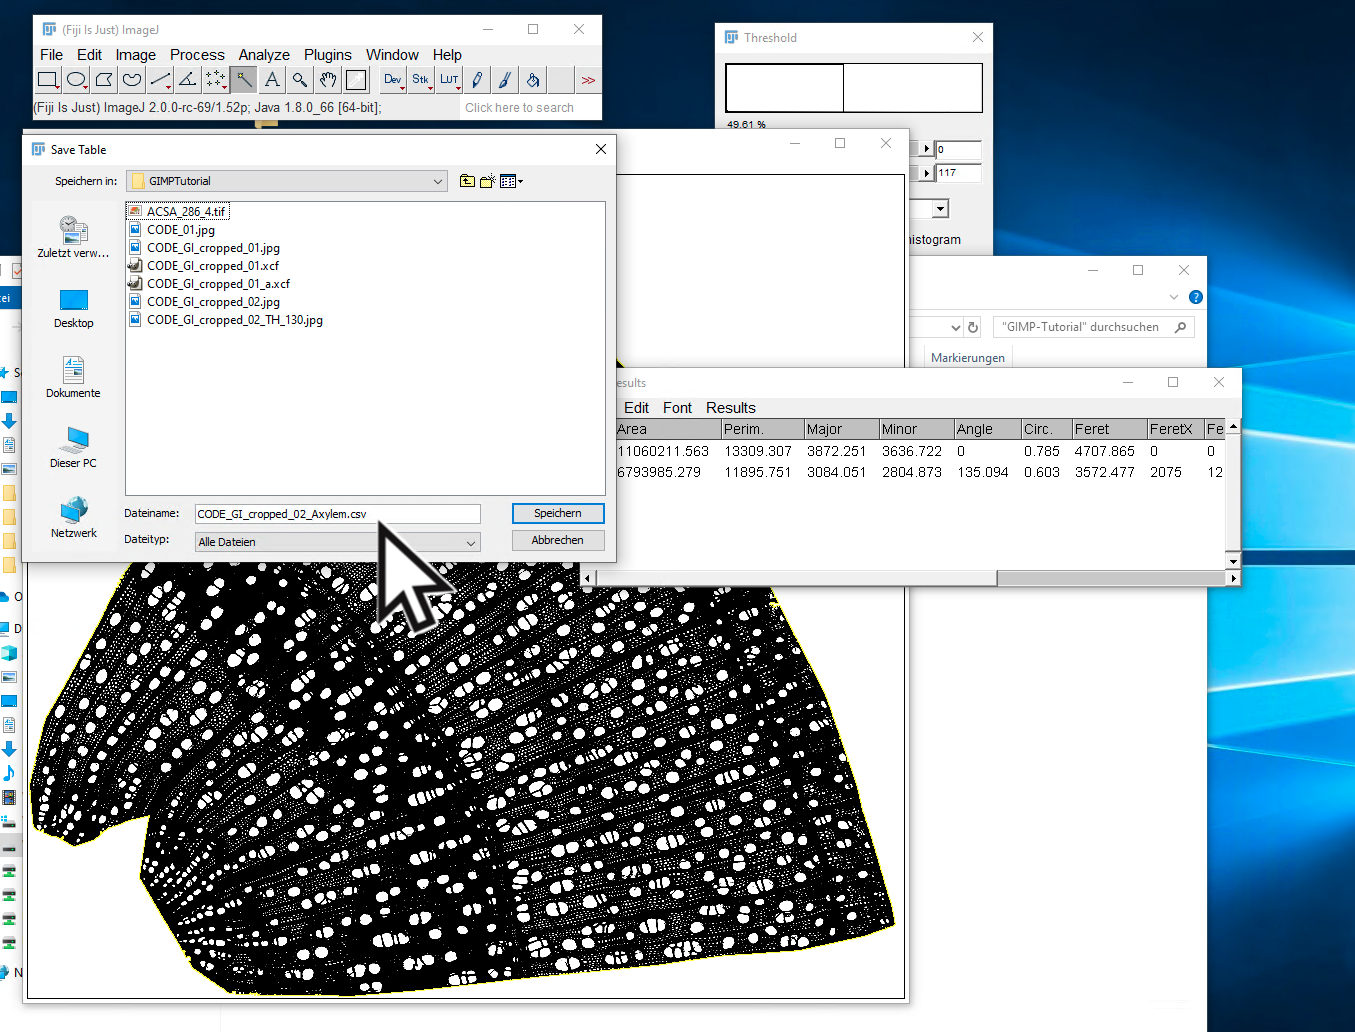 (Fiji Is Just) ImageJ
File Edit Image Process Analyze Plugins Window Help
A Dev Stk LUT >>
(Fiji Is Just) ImageJ 2.0.0-rc-69/1.52p; Java 1.8.0_66 [64-bit]; Click here to search
Threshold
49.61 %
0
117
istogram
Save Table
Speichern in: GIMPTutorial
ACSA_286_4.tif
CODE_01.jpg
CODE_GI_cropped_01.jpg
CODE_GI_cropped_01.xcf
CODE_GI_cropped_01_a.xcf
CODE_GI_cropped_02.jpg
CODE_GI_cropped_02_TH_130.jpg
Zuletzt verw...
Desktop
Dokumente
Dieser PC
Netzwerk
Dateiname: CODE_GI_cropped_02_Axylem.csv Speichern
Dateityp: Alle Dateien Abbrechen
?
"GIMP-Tutorial" durchsuchen
Markierungen
esults
Edit Font Results
Area Perim. Major Minor Angle Circ. Feret FeretX Fe
11060211.563 13309.307 3872.251 3636.722 0 0.785 4707.865 0 0
6793985.279 11895.751 3084.051 2804.873 135.094 0.603 3572.477 2075 12
tei
S
O
D
N